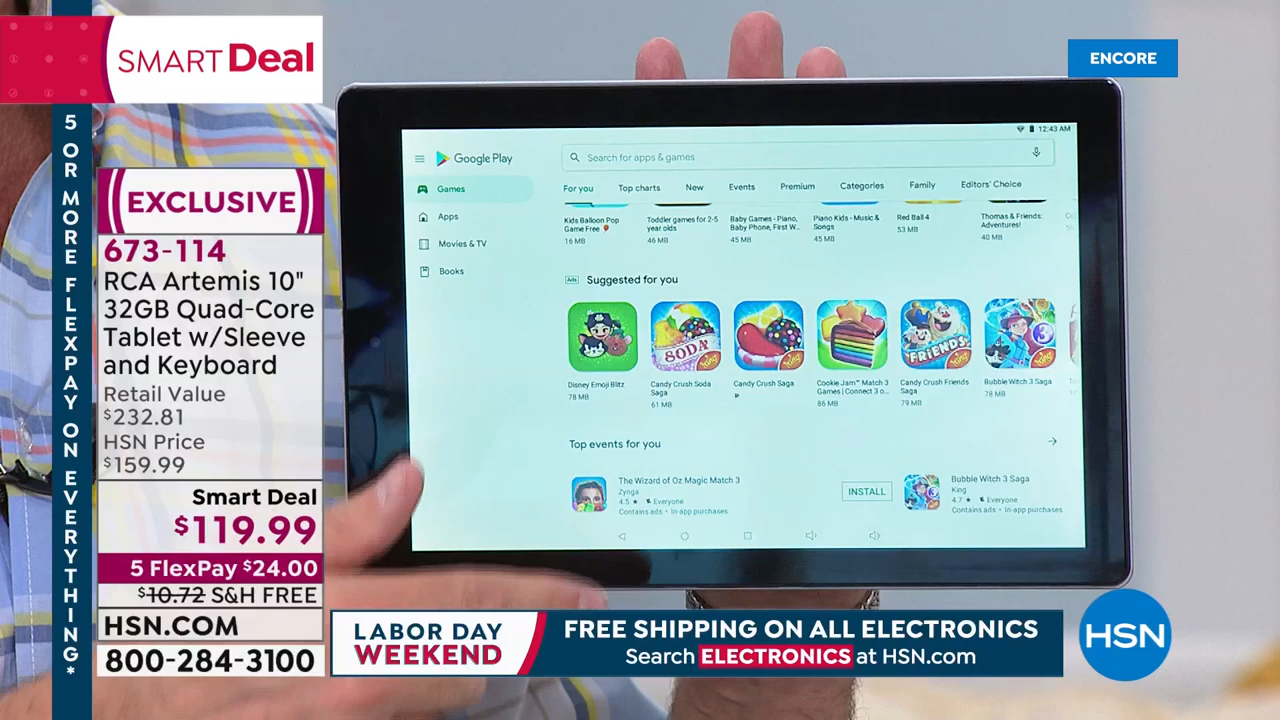 SMART Deal
ENCORE
5 OR MORE FLEXPAY ON EVERYTHING*
EXCLUSIVE
673-114
RCA Artemis 10"
32GB Quad-Core
Tablet w/Sleeve
and Keyboard
Retail Value
$232.81
HSN Price
$159.99
Smart Deal
$119.99
5 FlexPay $24.00
$10.72 S&H FREE
HSN.COM
800-284-3100
12:43 AM
Google Play
Search for apps & games
Games
Apps
Movies & TV
Books
For you Top charts New Events Premium Categories Family Editors' Choice
Kids Balloon Pop
Game Free
16 MB
Toddler games for 2-5
year olds
46 MB
Baby Games - Piano,
Baby Phone, First W...
45 MB
Piano Kids - Music &
Songs
45 MB
Red Ball 4
53 MB
Thomas & Friends:
Adventures!
40 MB
Ads Suggested for you
SODA
King
King
FRIENDS
King
3
Disney Emoji Blitz
78 MB
Candy Crush Soda
Saga
61 MB
Candy Crush Saga
Cookie Jam™ Match 3
Games | Connect 3 o...
86 MB
Candy Crush Friends
Saga
79 MB
Bubble Witch 3 Saga
78 MB
Top events for you
The Wizard of Oz Magic Match 3
Zynga
4.5 ★ Everyone
Contains ads • In-app purchases
INSTALL
Bubble Witch 3 Saga
King
4.7 ★ Everyone
Contains ads • In-app purchases
LABOR DAY
WEEKEND
FREE SHIPPING ON ALL ELECTRONICS
Search ELECTRONICS at HSN.com
HSN